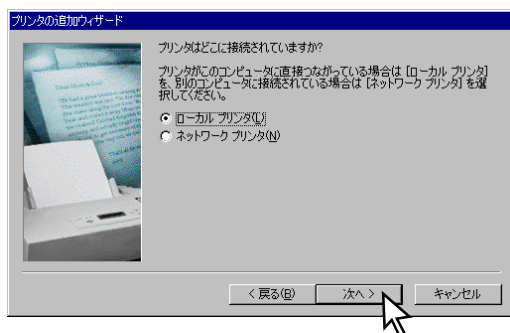 プリンタの追加ウィザード
プリンタはどこに接続されていますか?
プリンタがこのコンピュータに直接つながっている場合は [ローカル プリンタ]
を、別のコンピュータに接続されている場合は [ネットワーク プリンタ] を選
択してください。
ローカル プリンタ(L)
ネットワーク プリンタ(N)
< 戻る(B)
次へ >
キャンセル